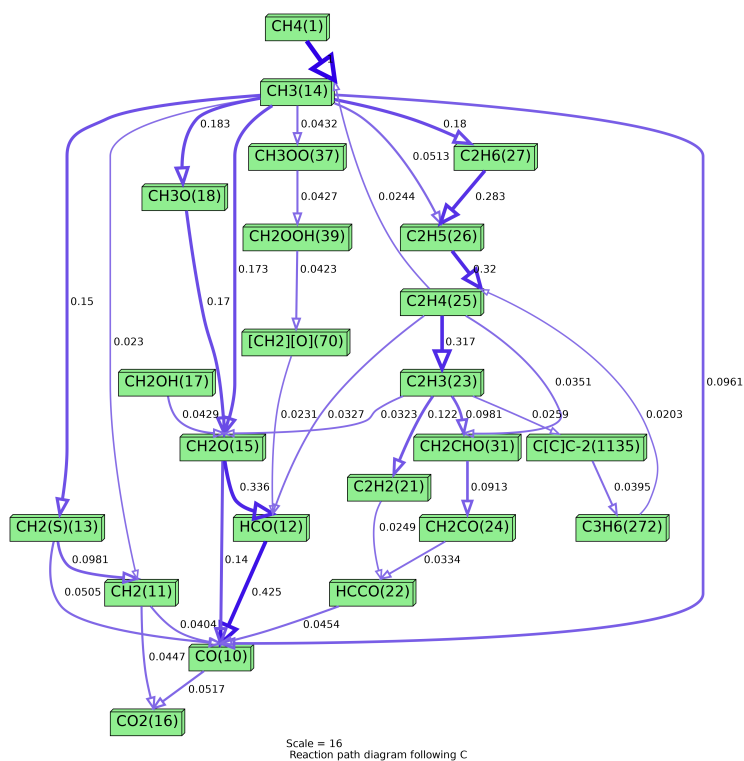 CH4(1)
1
CH3(14)
0.183
0.0432
0.18
CH3OO(37)
0.0513
C2H6(27)
CH3O(18)
0.0427
0.0244
0.283
CH2OOH(39)
C2H5(26)
0.173
0.0423
0.32
0.15
0.17
C2H4(25)
0.023
[CH2][O](70)
0.317
CH2OH(17)
C2H3(23)
0.0351
0.0961
0.0429
0.0231
0.0327
0.0323
0.122
0.0981
0.0259
0.0203
CH2O(15)
CH2CHO(31)
C[C]C-2(1135)
0.336
C2H2(21)
0.0913
0.0395
CH2(S)(13)
HCO(12)
CH2CO(24)
C3H6(272)
0.0981
0.14
0.0249
0.0334
0.0505
CH2(11)
0.425
HCCO(22)
0.0404
0.0454
0.0447
CO(10)
0.0517
CO2(16)
Scale = 16
Reaction path diagram following C